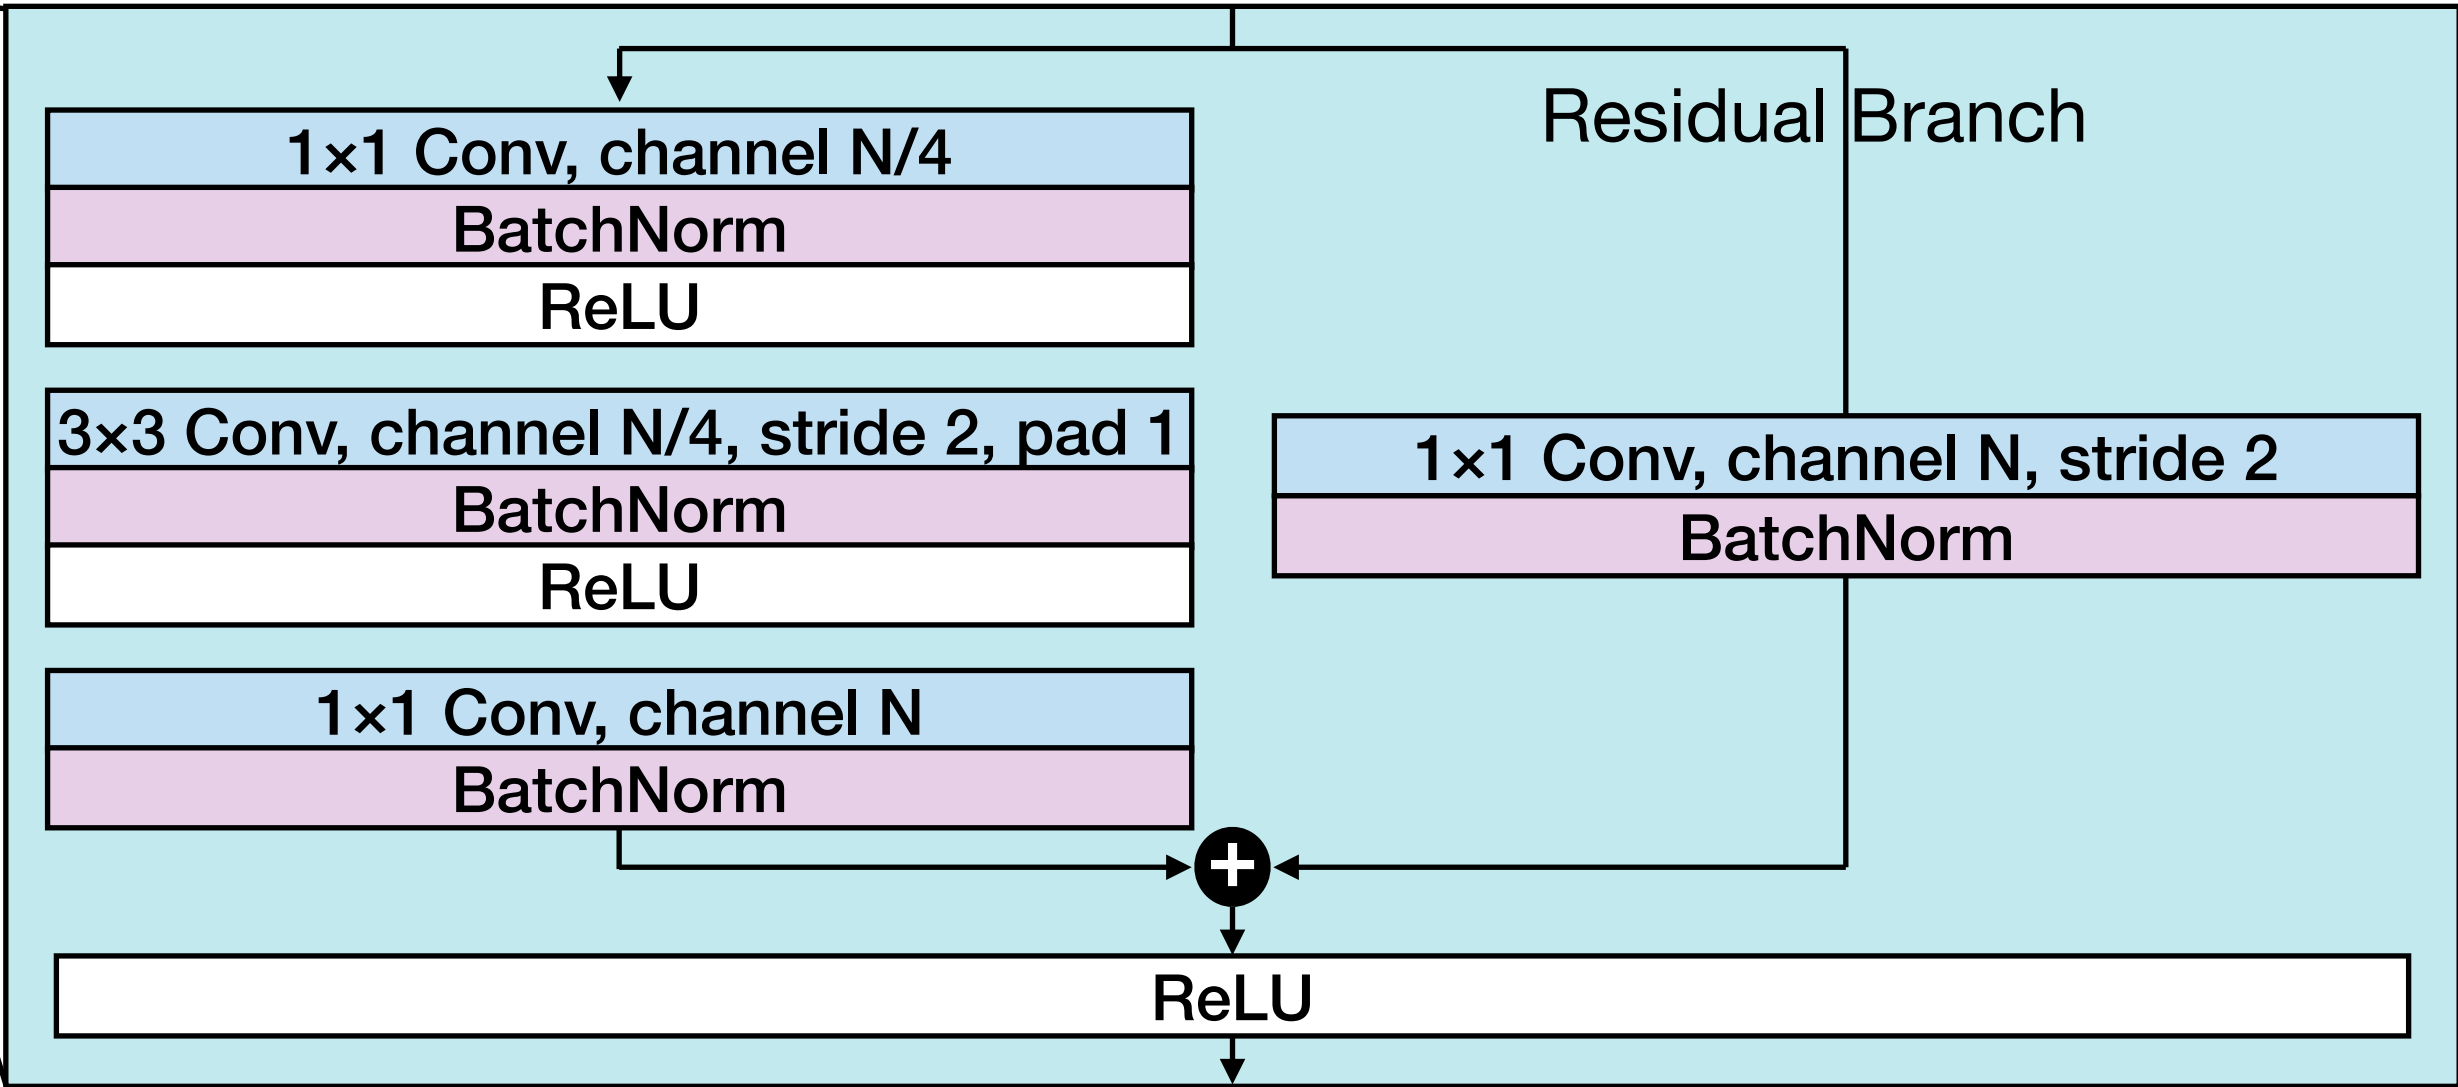 Residual Branch
1×1 Conv, channel N/4
BatchNorm
ReLU
3×3 Conv, channel N/4, stride 2, pad 1
BatchNorm
ReLU
1×1 Conv, channel N, stride 2
BatchNorm
1×1 Conv, channel N
BatchNorm
+
ReLU